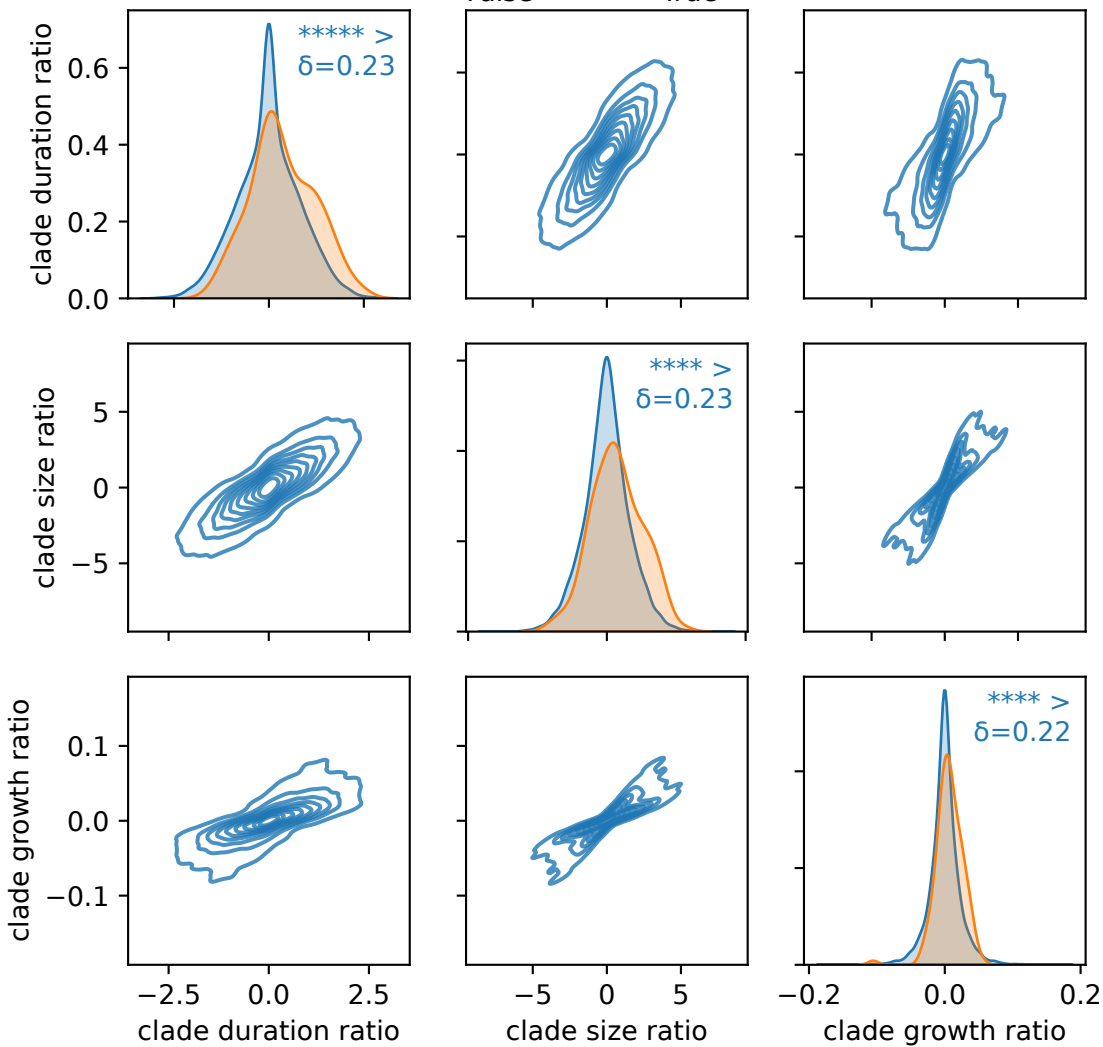 clade duration ratio
0.6
0.4
0.2
0.0
***** >
δ=0.23
clade size ratio
5
0
−5
**** >
δ=0.23
clade growth ratio
0.1
0.0
−0.1
**** >
δ=0.22
−2.5 0.0 2.5
−5 0 5
−0.2 0.0 0.2
clade duration ratio
clade size ratio
clade growth ratio